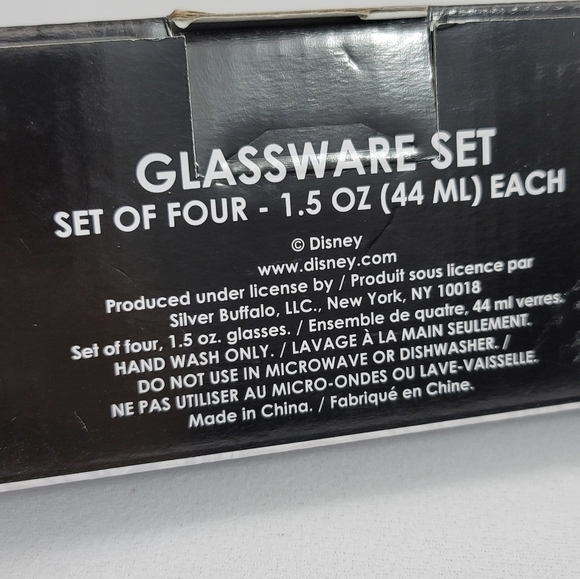 GLASSWARE SET
SET OF FOUR - 1.5 OZ (44 ML) EACH
© Disney
www.disney.com
Produced under license by / Produit sous licence par
Silver Buffalo, LLC., New York, NY 10018
Set of four, 1.5 oz. glasses. / Ensemble de quatre, 44 ml verres.
HAND WASH ONLY. / LAVAGE À LA MAIN SEULEMENT.
DO NOT USE IN MICROWAVE OR DISHWASHER. /
NE PAS UTILISER AU MICRO-ONDES OU LAVE-VAISSELLE.
Made in China. / Fabriqué en Chine.